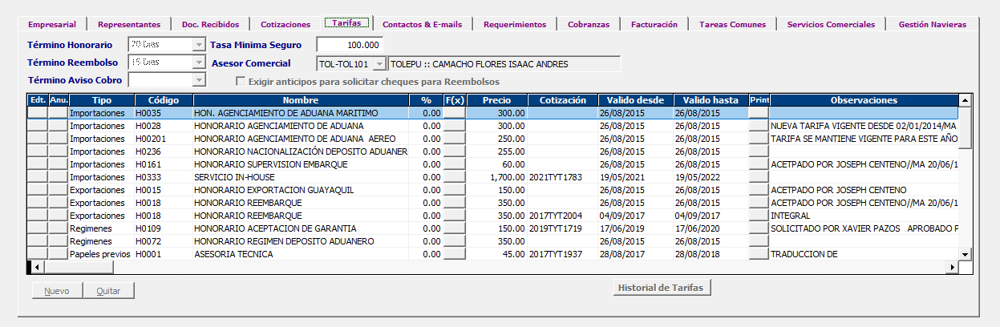 Empresarial Representes Doc. Recibidos Cotizaciones Tarifas Contactos & E-mails Requerimientos Cobranzas Facturación Tareas Comunes Servicios Comerciales Gestión Navieras
Término Honorario 20 Dias Tasa Minima Seguro 100.000
Término Reembolso 15 Dias Asesor Comercial TOL-TOL101 TOLEPU :: CAMACHO FLORES ISAAC ANDRES
Término Aviso Cobro Exigir anticipos para solicitar cheques para Reembolsos
Edt. Anu. Tipo Código Nombre % F(x) Precio Cotización Valido desde Valido hasta Print Observaciones
Importaciones H0035 HON. AGENCIAMIENTO DE ADUANA MARITIMO 0.00 300.00 26/08/2015 26/08/2015
Importaciones H0028 HONORARIO AGENCIAMIENTO DE ADUANA 0.00 300.00 26/08/2015 26/08/2015 NUEVA TARIFA VIGENTE DESDE 02/01/2014/MA
Importaciones H00201 HONORARIO AGENCIAMIENTO DE ADUANA AEREO 0.00 250.00 26/08/2015 26/08/2015 TARIFA SE MANTIENE VIGENTE PARA ESTE AÑO
Importaciones H0236 HONORARIO NACIONALIZACIÓN DEPOSITO ADUANER 0.00 255.00 26/08/2015 26/08/2015
Importaciones H0161 HONORARIO SUPERVISION EMBARQUE 0.00 60.00 26/08/2015 26/08/2015 ACETPADO POR JOSEPH CENTENO//MA 20/06/1
Importaciones H0333 SERVICIO IN-HOUSE 0.00 1,700.00 2021TYT1783 19/05/2021 19/05/2022
Exportaciones H0015 HONORARIO EXPORTACION GUAYAQUIL 0.00 150.00 26/08/2015 26/08/2015 ACETPADO POR JOSEPH CENTENO
Exportaciones H0018 HONORARIO REEMBARQUE 0.00 350.00 26/08/2015 26/08/2015 ACETPADO POR JOSEPH CENTENO//MA 20/06/1
Exportaciones H0018 HONORARIO REEMBARQUE 0.00 350.00 2017TYT2004 04/09/2017 04/09/2017 INTEGRAL
Regimenes H0109 HONORARIO ACEPTACION DE GARANTIA 0.00 150.00 2019TYT1719 17/06/2019 17/06/2020 SOLICITADO POR XAVIER PAZOS APROBADO P
Regimenes H0072 HONORARIO REGIMEN DEPOSITO ADUANERO 0.00 350.00 26/08/2015 26/08/2015
Papeles previos H0001 ASESORIA TECNICA 0.00 45.00 2017TYT1937 28/08/2017 28/08/2018 TRADUCCION DE
Nuevo Quitar Historial de Tarifas